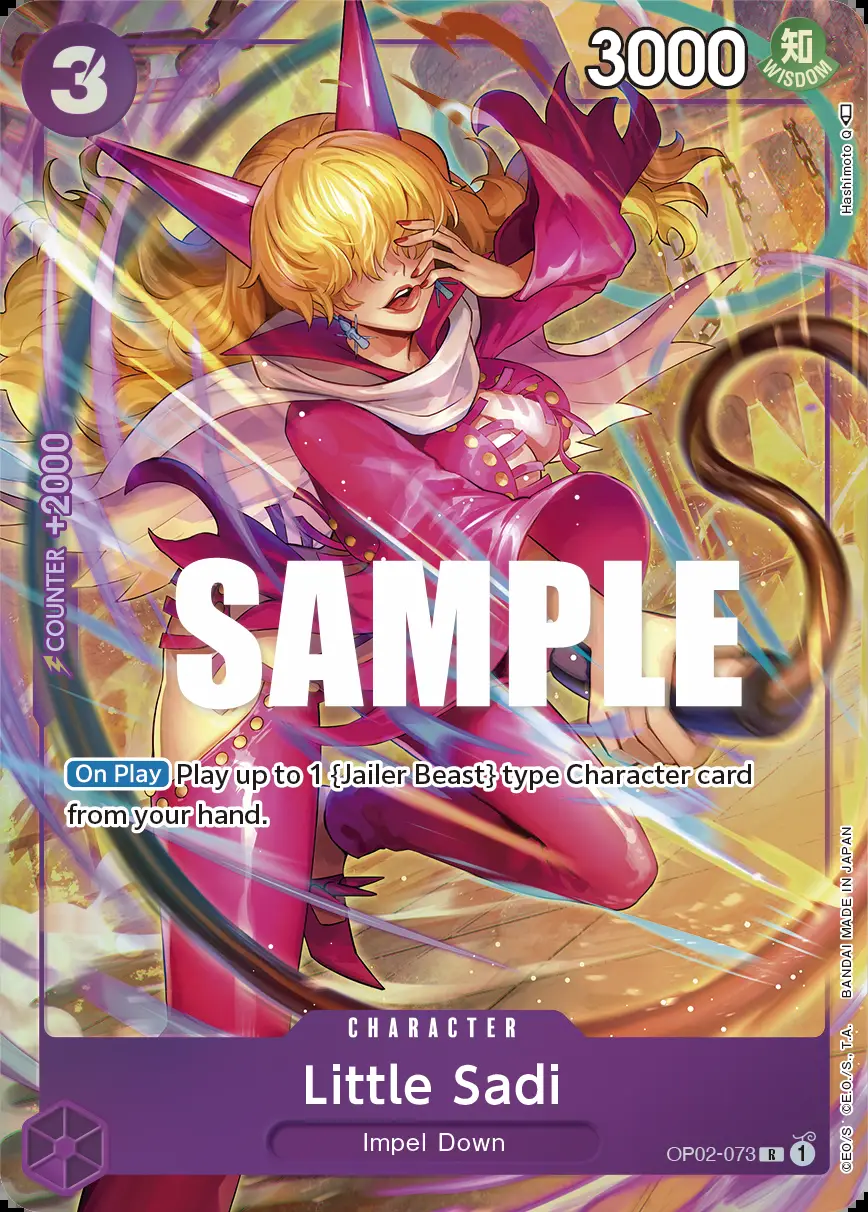 3
3000
知
WISDOM
Hashimoto Q
COUNTER +2000
SAMPLE
On Play Play up to 1 {Jailer Beast} type Character card
from your hand.
BANDAI MADE IN JAPAN
©EO/S ©E.O./S., T.A.
CHARACTER
Little Sadi
Impel Down
OP02-073 R 1